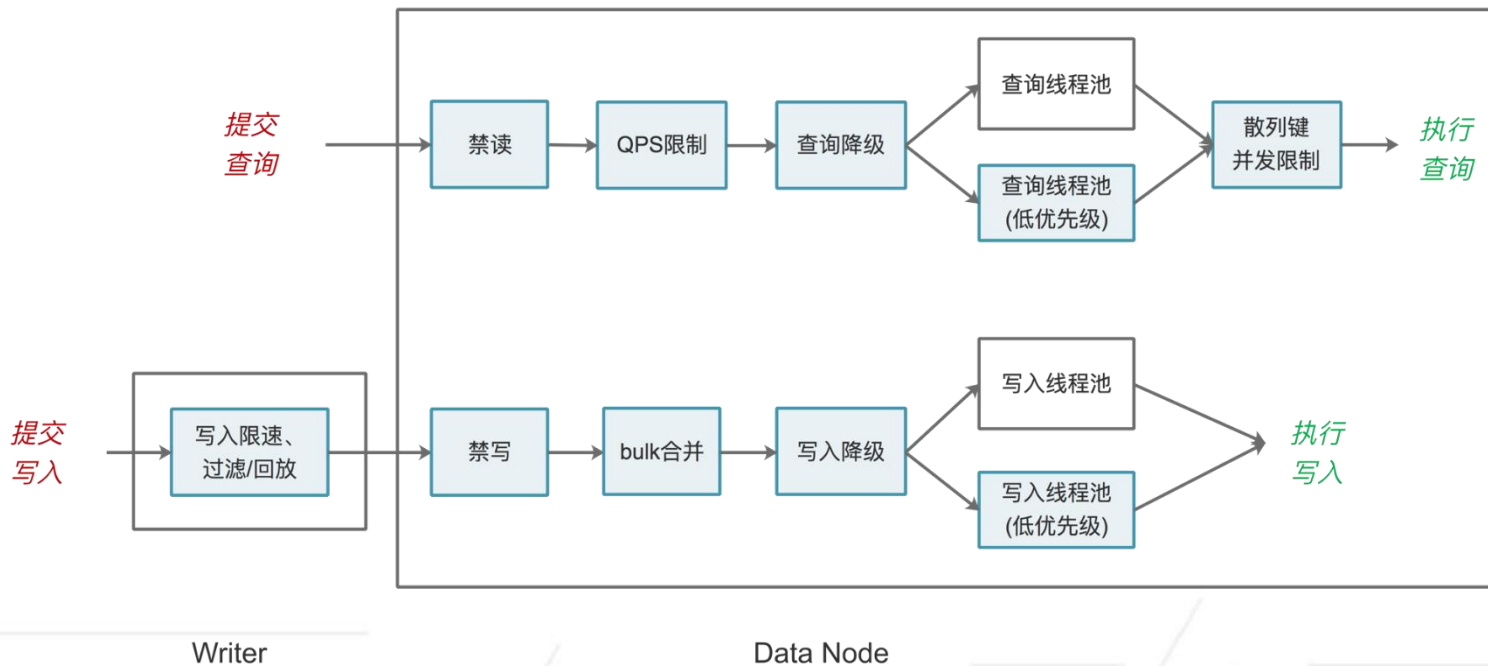 提交
查询
禁读
QPS限制
查询降级
查询线程池
查询线程池
(低优先级)
散列键
并发限制
执行
查询
提交
写入
写入限速、
过滤/回放
禁写
bulk合并
写入降级
写入线程池
写入线程池
(低优先级)
执行
写入
Writer
Data Node